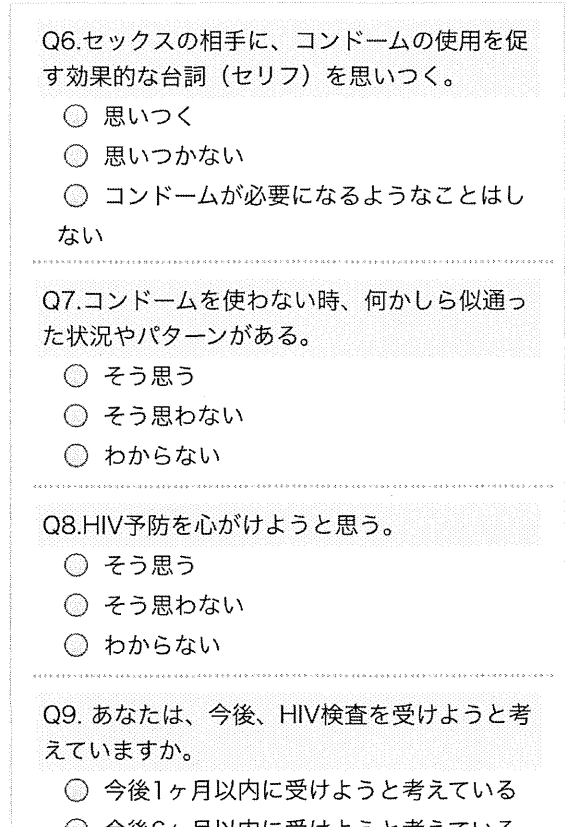 Q6.セックスの相手に、コンドームの使用を促
す効果的な台詞（セリフ）を思いつく。
思いつく
思いつかない
コンドームが必要になるようなことはし
ない
Q7.コンドームを使わない時、何かしら似通っ
た状況やパターンがある。
そう思う
そう思わない
わからない
Q8.HIV予防を心がけようと思う。
そう思う
そう思わない
わからない
Q9. あなたは、今後、HIV検査を受けようと考
えていますか。
今後1ヶ月以内に受けようと考えている